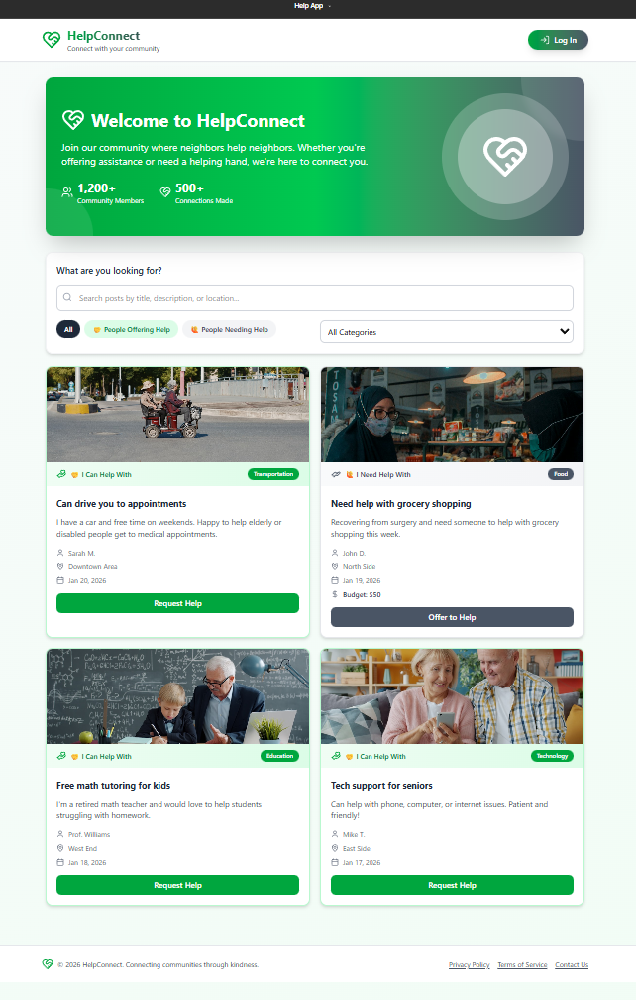 Help App
HelpConnect
Connect with your community
Log In
Welcome to HelpConnect
Join our community where neighbors help neighbors. Whether you're
offering assistance or need a helping hand, we're here to connect you.
1,200+
Community Members
500+
Connections Made
What are you looking for?
Search posts by title, description, or location...
All
People Offering Help
People Needing Help
All Categories
I Can Help With
Transportation
Can drive you to appointments
I have a car and free time on weekends. Happy to help elderly or
disabled people get to medical appointments.
Sarah M.
Downtown Area
Jan 20, 2026
Request Help
TOSAN
I Need Help With
Food
Need help with grocery shopping
Recovering from surgery and need someone to help with grocery
shopping this week.
John D.
North Side
Jan 19, 2026
$ Budget: $50
Offer to Help
I Can Help With
Education
Free math tutoring for kids
I'm a retired math teacher and would love to help students
struggling with homework.
Prof. Williams
West End
Jan 18, 2026
Request Help
I Can Help With
Technology
Tech support for seniors
Can help with phone, computer, or internet issues. Patient and
friendly!
Mike T.
East Side
Jan 17, 2026
Request Help
© 2026 HelpConnect. Connecting communities through kindness.
Privacy Policy
Terms of Service
Contact Us